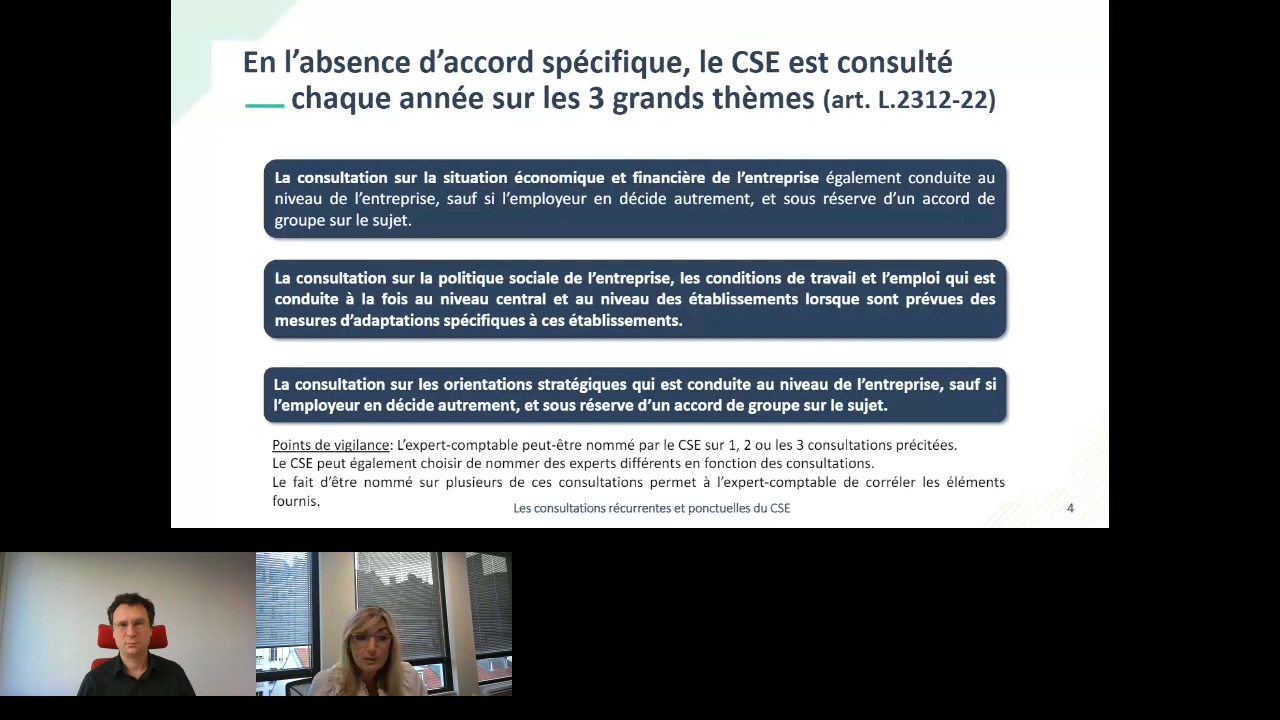 En l’absence d’accord spécifique, le CSE est consulté
chaque année sur les 3 grands thèmes (art. L.2312-22)
La consultation sur la situation économique et financière de l’entreprise également conduite au
niveau de l’entreprise, sauf si l’employeur en décide autrement, et sous réserve d’un accord de
groupe sur le sujet.
La consultation sur la politique sociale de l’entreprise, les conditions de travail et l’emploi qui est
conduite à la fois au niveau central et au niveau des établissements lorsque sont prévues des
mesures d’adaptations spécifiques à ces établissements.
La consultation sur les orientations stratégiques qui est conduite au niveau de l’entreprise, sauf si
l’employeur en décide autrement, et sous réserve d’un accord de groupe sur le sujet.
Points de vigilance: L’expert-comptable peut-être nommé par le CSE sur 1, 2 ou les 3 consultations précitées.
Le CSE peut également choisir de nommer des experts différents en fonction des consultations.
Le fait d’être nommé sur plusieurs de ces consultations permet à l’expert-comptable de corréler les éléments
fournis.
Les consultations récurrentes et ponctuelles du CSE
4